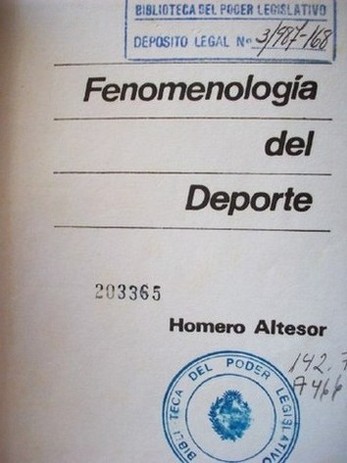 BIBLIOTECA DEL PODER LEGISLATIVO
DEPOSITO LEGAL Nº 3/987-168
Fenomenología
del
Deporte
203365
Homero Altesor
142.7
A466
BIBLIOTECA DEL PODER LEGISLATIVO